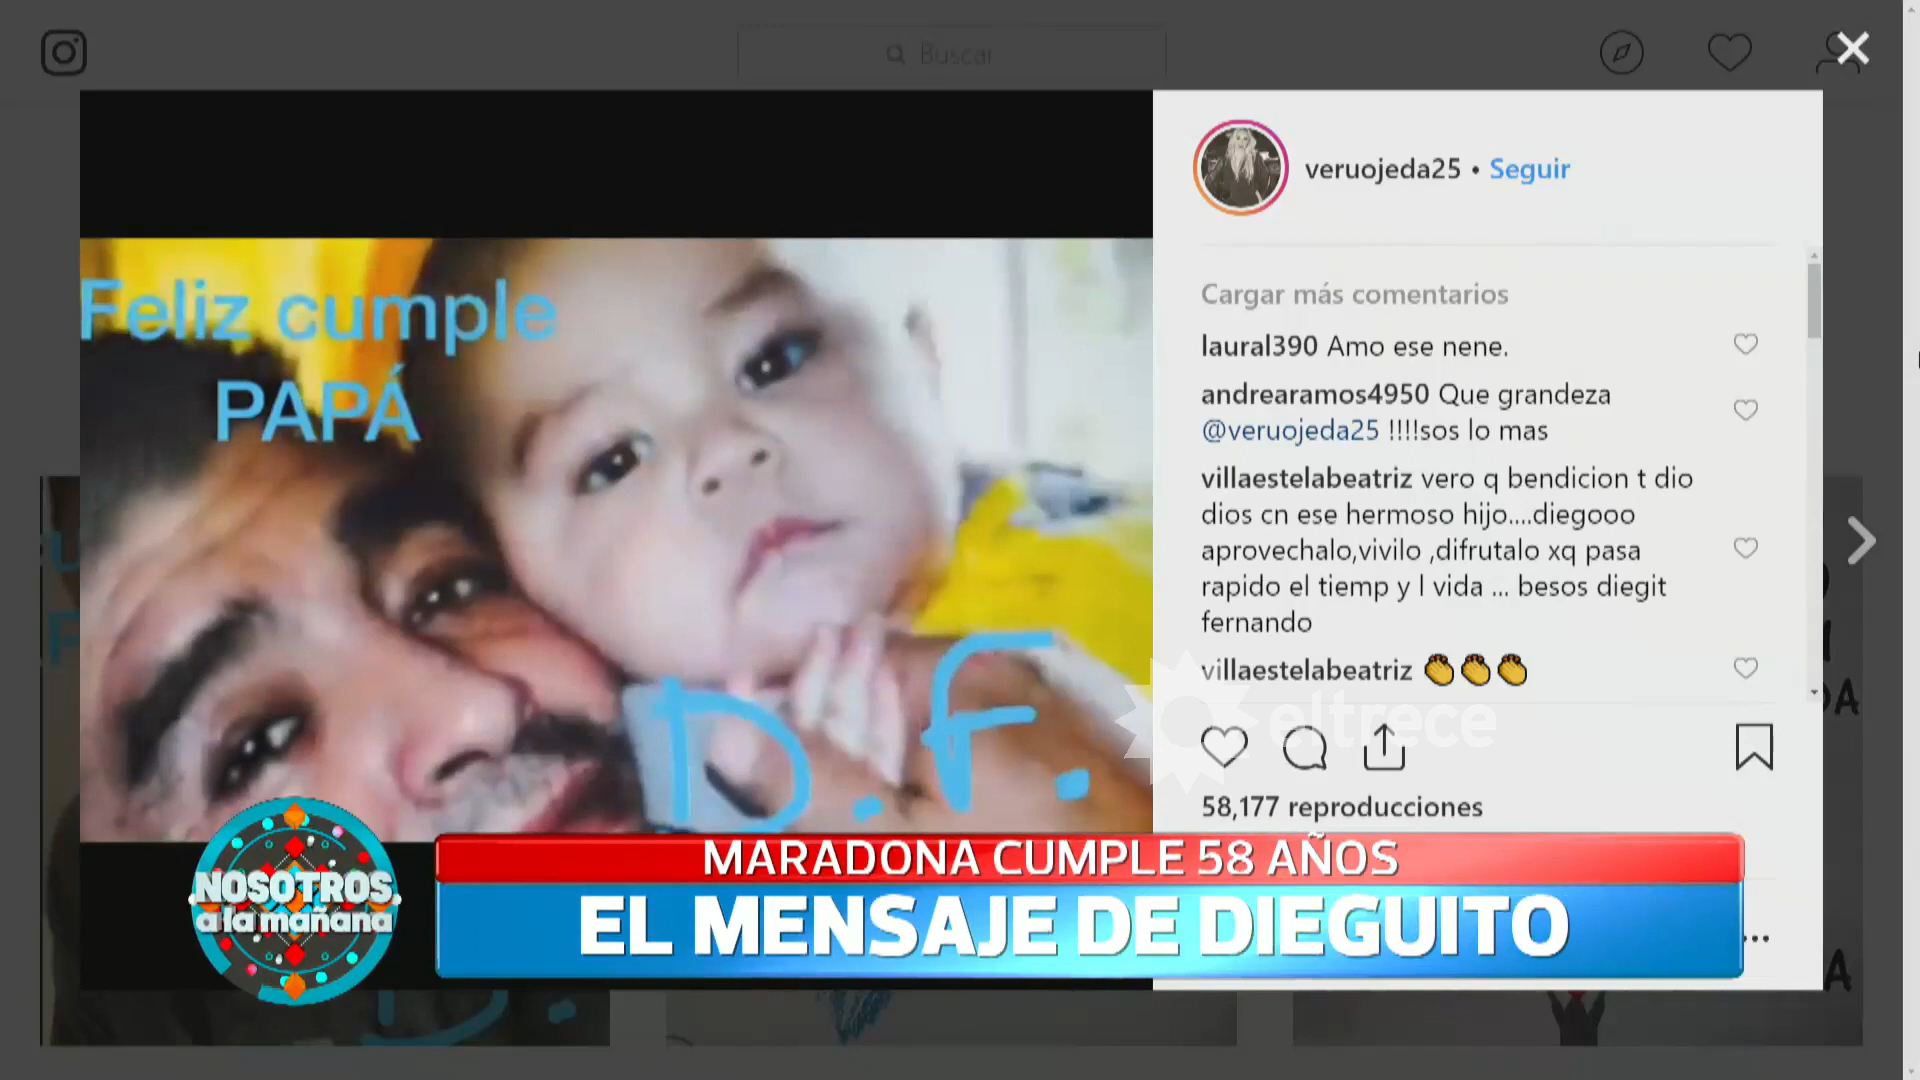 Buscar
veruojeda25 • Seguir
Feliz cumple
PAPÁ
D.F.
Cargar más comentarios
laural390 Amo ese nene.
andrearamos4950 Que grandeza
@veruojeda25 !!!!sos lo mas
villaestelabeatriz vero q bendicion t dio
dios cn ese hermoso hijo....diegooo
aprovechalo,vivilo ,difrutalo xq pasa
rapido el tiemp y l vida ... besos diegit
fernando
villaestelabeatriz 👏👏👏
eltrece
58,177 reproducciones
MARADONA CUMPLE 58 AÑOS
EL MENSAJE DE DIEGUITO
NOSOTROS
a la mañana